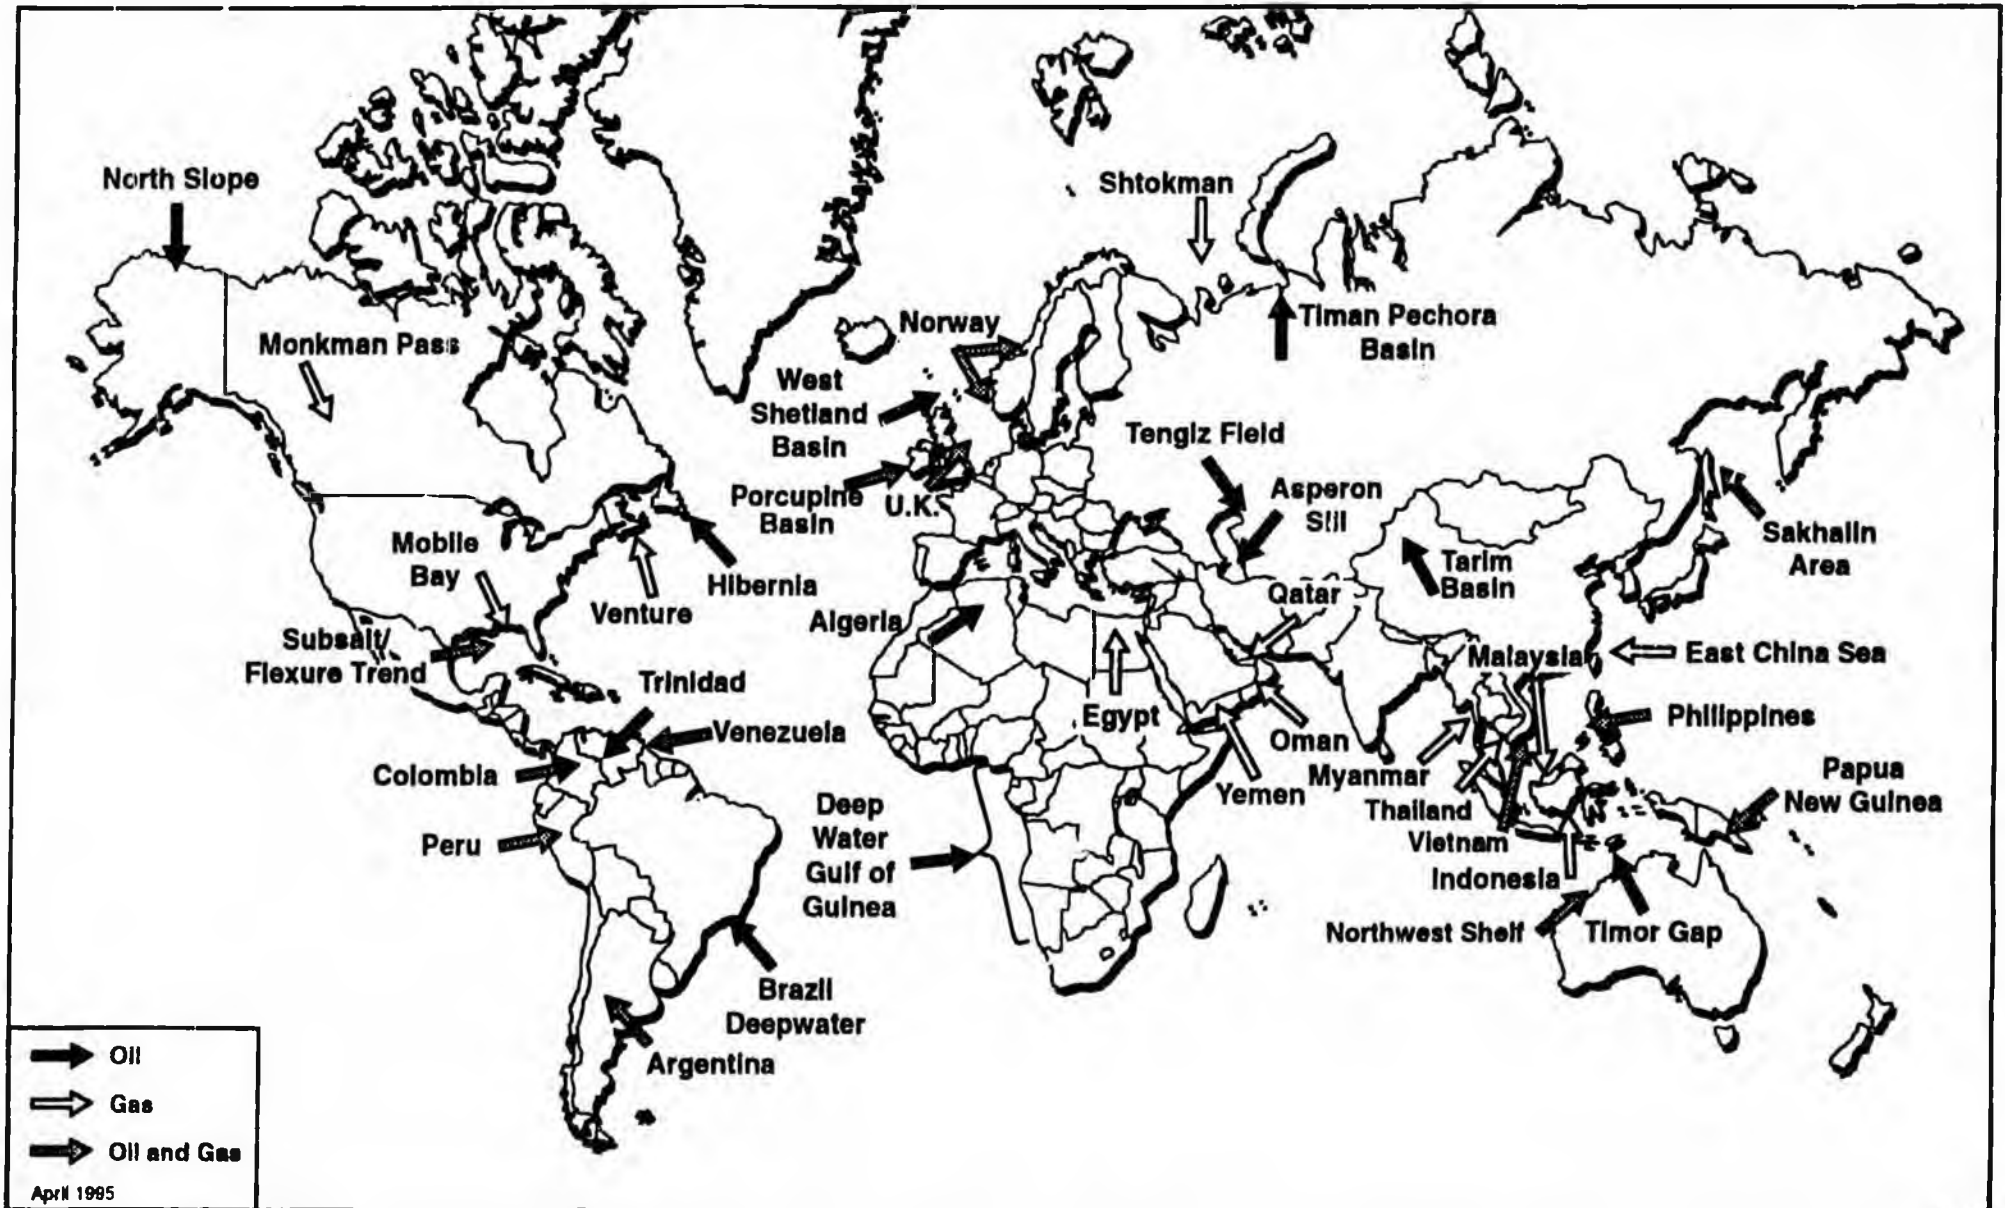 North Slope
Shtokman
Monkman Pass
Norway
Timan Pechora
Basin
West
Shetland
Basin
Tengiz Field
Porcupine
Basin
U.K.
Asperon
Sill
Mobile
Bay
Hibernia
Venture
Tarim
Basin
Sakhalin
Area
Qatar
Algeria
Subsalt/
Flexure Trend
Malaysia
East China Sea
Trinidad
Egypt
Philippines
Venezuela
Oman
Colombia
Myanmar
Yemen
Papua
New Guinea
Deep
Water
Gulf of
Guinea
Thailand
Peru
Vietnam
Indonesia
Northwest Shelf
Timor Gap
Brazil
Deepwater
Argentina
Oil
Gas
Oil and Gas
April 1995